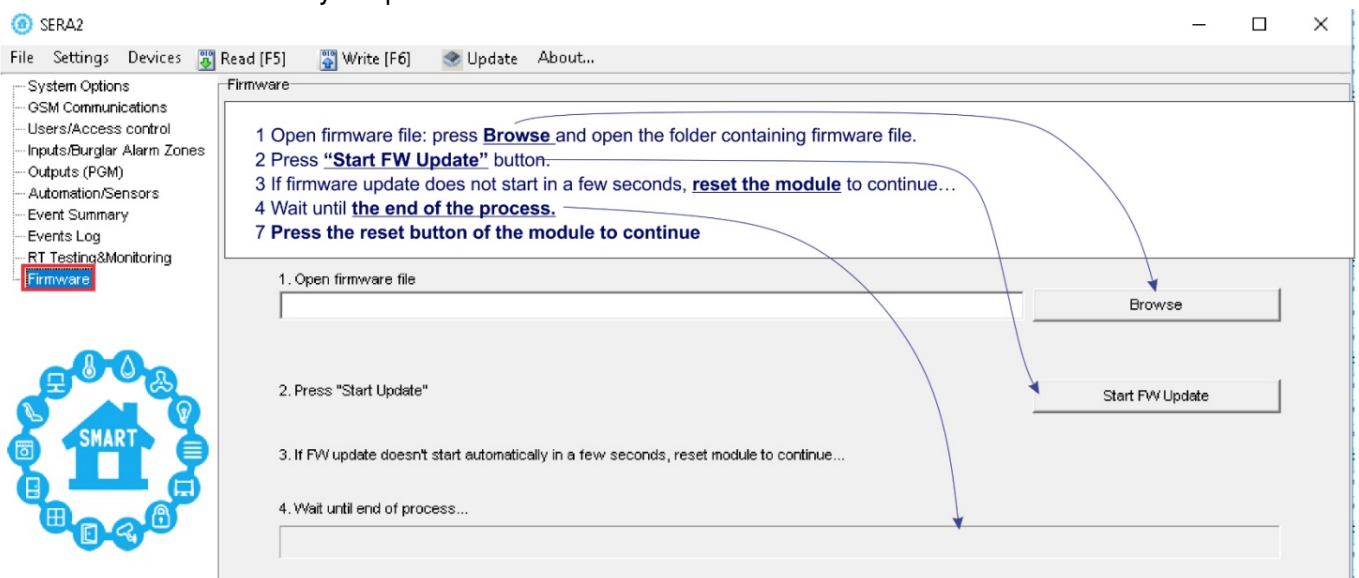 SERA2
File Settings Devices Read [F5] Write [F6] Update About...
System Options
GSM Communications
Users/Access control
Inputs/Burglar Alarm Zones
Outputs (PGM)
Automation/Sensors
Event Summary
Events Log
RT Testing&Monitoring
Firmware
SMART
Firmware
1 Open firmware file: press Browse and open the folder containing firmware file.
2 Press “Start FW Update” button.
3 If firmware update does not start in a few seconds, reset the module to continue…
4 Wait until the end of the process.
7 Press the reset button of the module to continue
1. Open firmware file
Browse
2. Press "Start Update"
Start FW Update
3. If FW update doesn't start automatically in a few seconds, reset module to continue...
4. Wait until end of process...